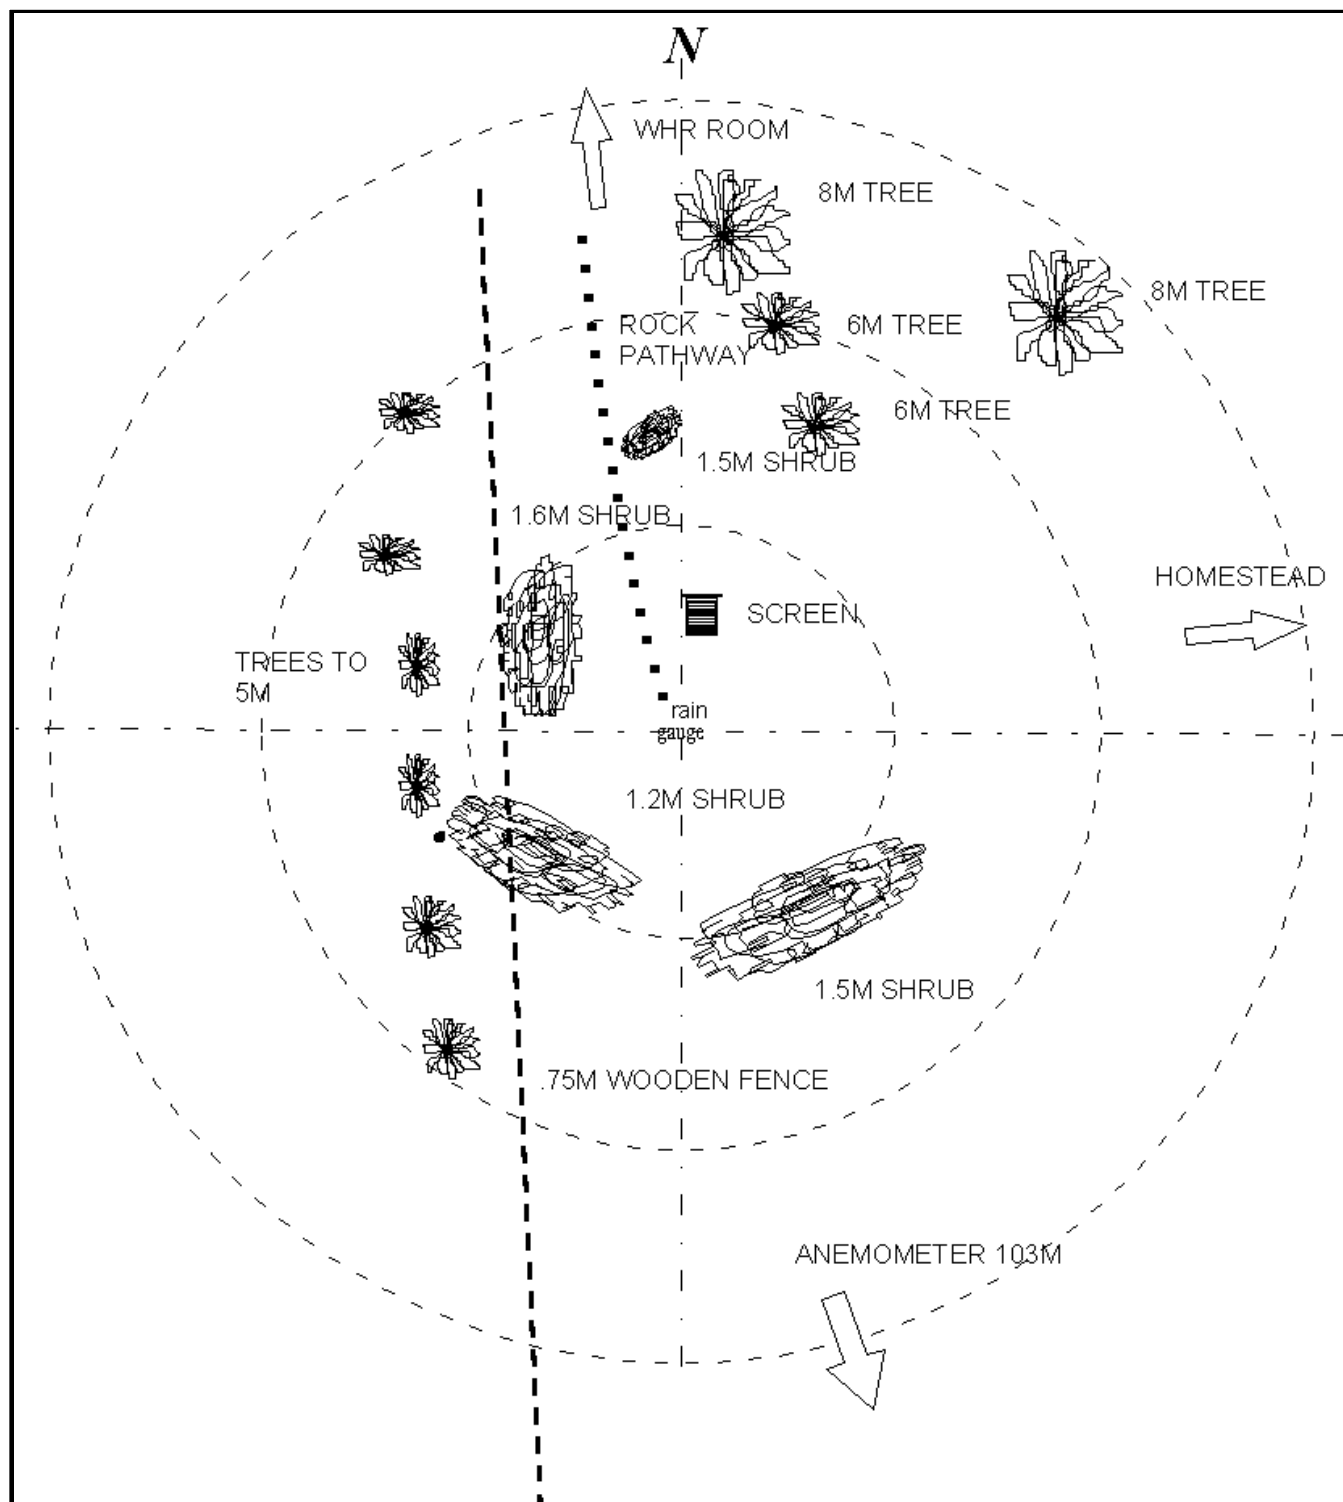 N
WHR ROOM
8M TREE
8M TREE
ROCK
PATHWAY
6M TREE
6M TREE
1.5M SHRUB
1.6M SHRUB
HOMESTEAD
SCREEN
TREES TO
5M
rain
gauge
1.2M SHRUB
1.5M SHRUB
.75M WOODEN FENCE
ANEMOMETER 103M